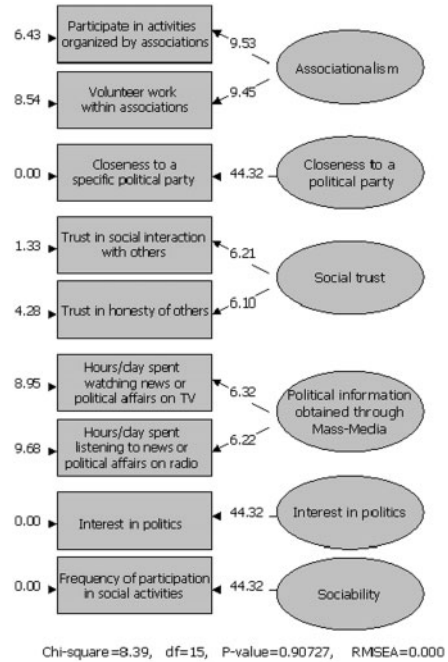 6.43
Participate in activities
organized by associations
9.53
Associationalism
8.54
Volunteer work
within associations
9.45
0.00
Closeness to a
specific political party
44.32
Closeness to a
political party
1.33
Trust in social interaction
with others
6.21
Social trust
4.28
Trust in honesty of others
6.10
8.95
Hours/day spent
watching news or
political affairs on TV
6.32
Political information
obtained through
Mass-Media
9.68
Hours/day spent
listening to news or
political affairs on radio
6.22
0.00
Interest in politics
44.32
Interest in politics
0.00
Frequency of participation
in social activities
44.32
Sociability
Chi-square=8.39, df=15, P-value=0.90727, RMSEA=0.000